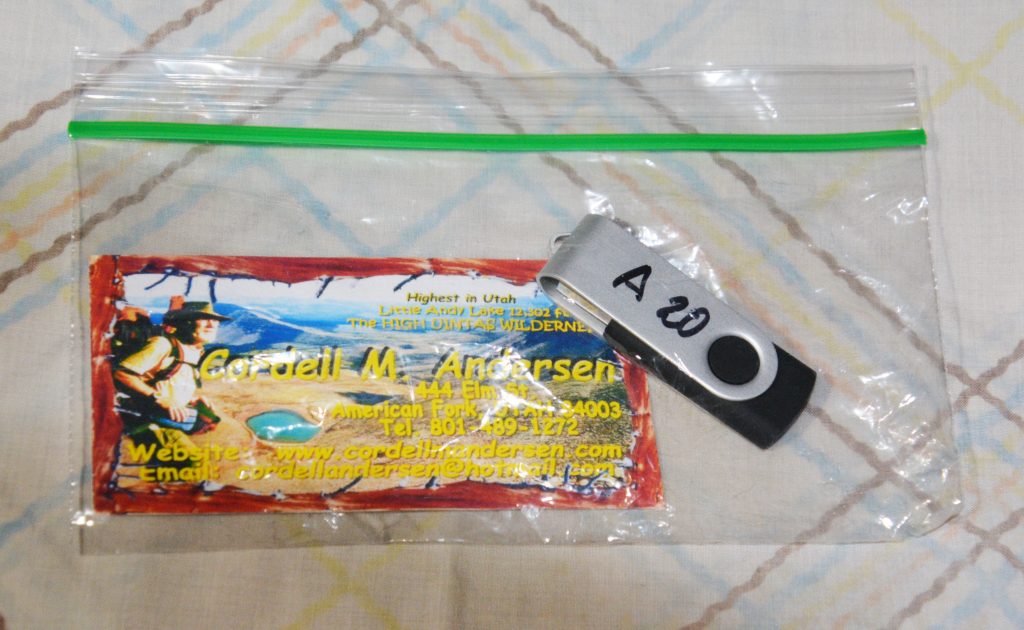 Highest in Utah
Little Andy Lake 12,302 ft.
The HIGH UINTAS WILDERNE
Cordell M. Andersen
444 Elm St.
American Fork, UTAH 84003
Tel. 801-489-1272
Website: www.cordellmandersen.com
Email: cordellandersen@hotmail.com
A 20